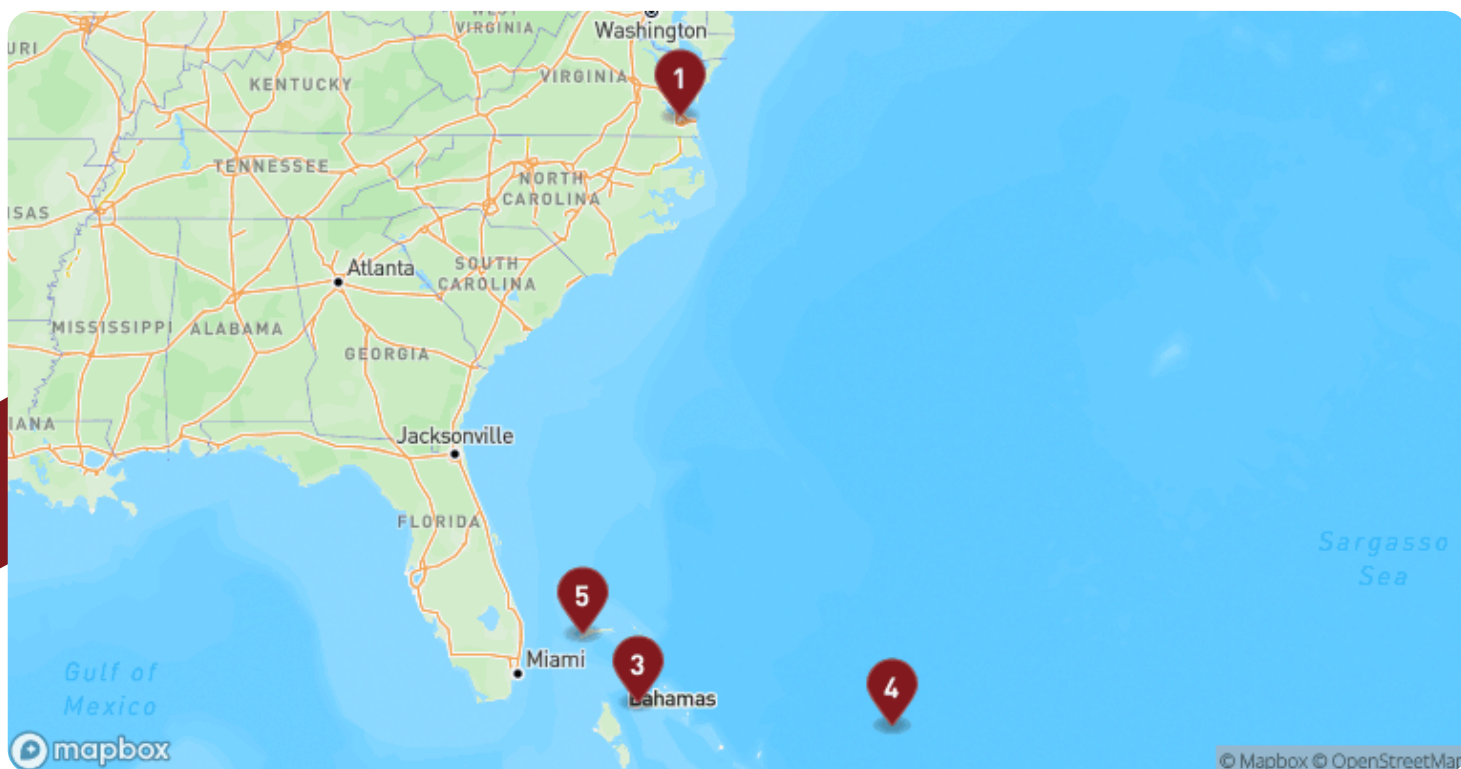 WEST
VIRGINIA
Washington
URI
KENTUCKY
VIRGINIA
1
TENNESSEE
NORTH
CAROLINA
SAS
Atlanta
SOUTH
CAROLINA
MISSISSIPPI
ALABAMA
GEORGIA
IANA
Jacksonville
FLORIDA
Sargasso
Sea
5
Miami
3
Bahamas
4
Gulf of
Mexico
mapbox
© Mapbox © OpenStreetMap